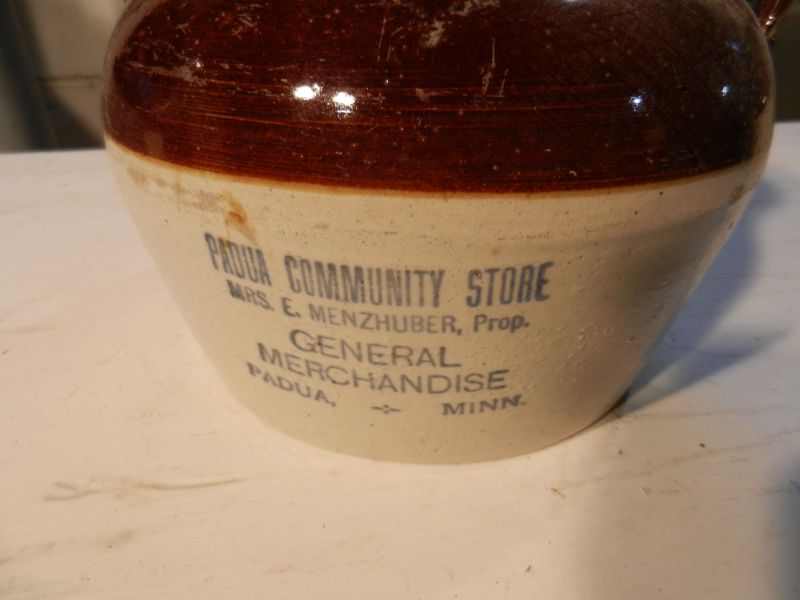 PADUA COMMUNITY STORE
MRS. E. MENZHUBER, Prop.
GENERAL
MERCHANDISE
PADUA, MINN.